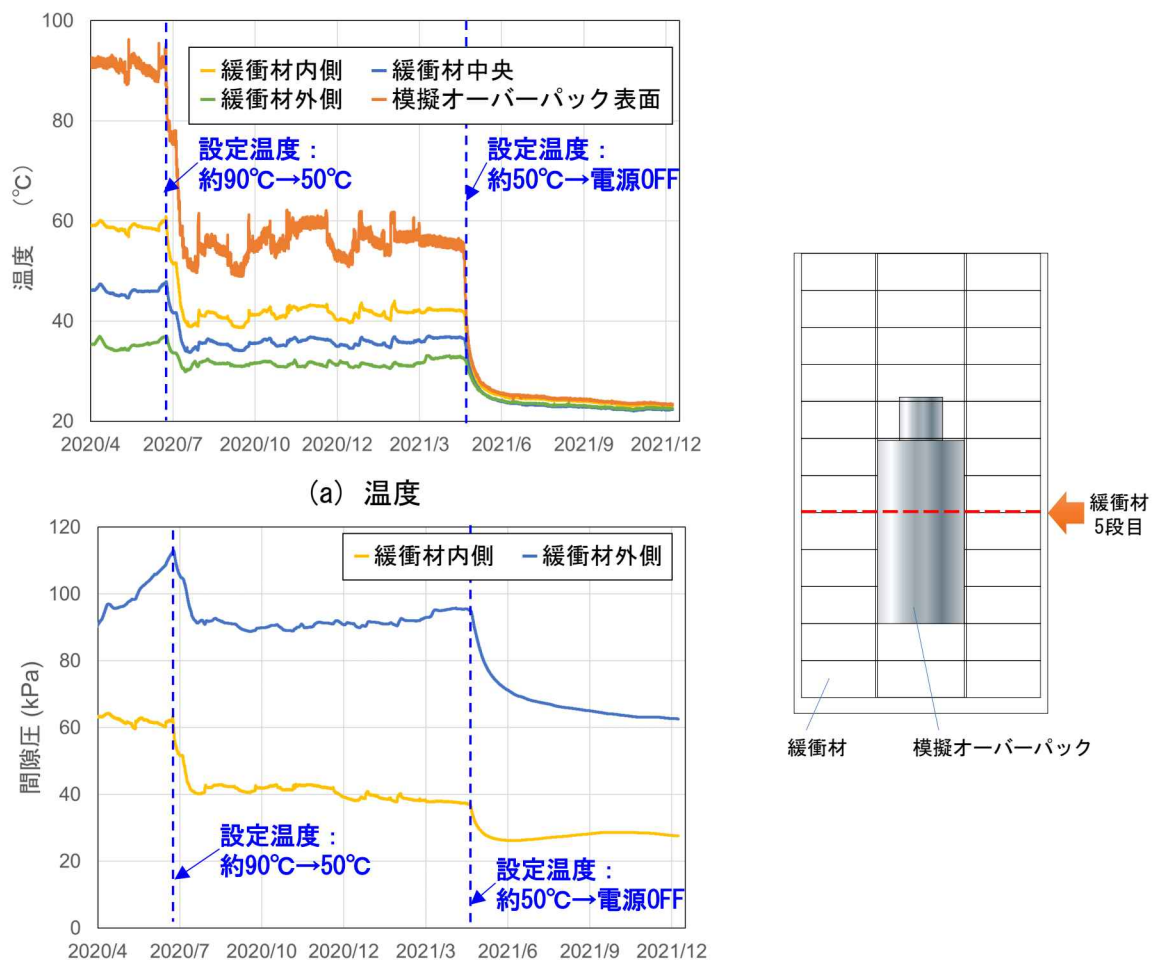 100
80
60
40
20
温度 (℃)
緩衝材内側
緩衝材中央
緩衝材外側
模擬オーバーパック表面
設定温度：
約90℃→50℃
設定温度：
約50℃→電源OFF
2020/4 2020/7 2020/10 2020/12 2021/3 2021/6 2021/9 2021/12
(a) 温度
120
100
80
60
40
20
0
間隙圧 (kPa)
緩衝材内側
緩衝材外側
設定温度：
約90℃→50℃
設定温度：
約50℃→電源OFF
2020/4 2020/7 2020/10 2020/12 2021/3 2021/6 2021/9 2021/12
緩衝材
5段目
緩衝材
模擬オーバーパック